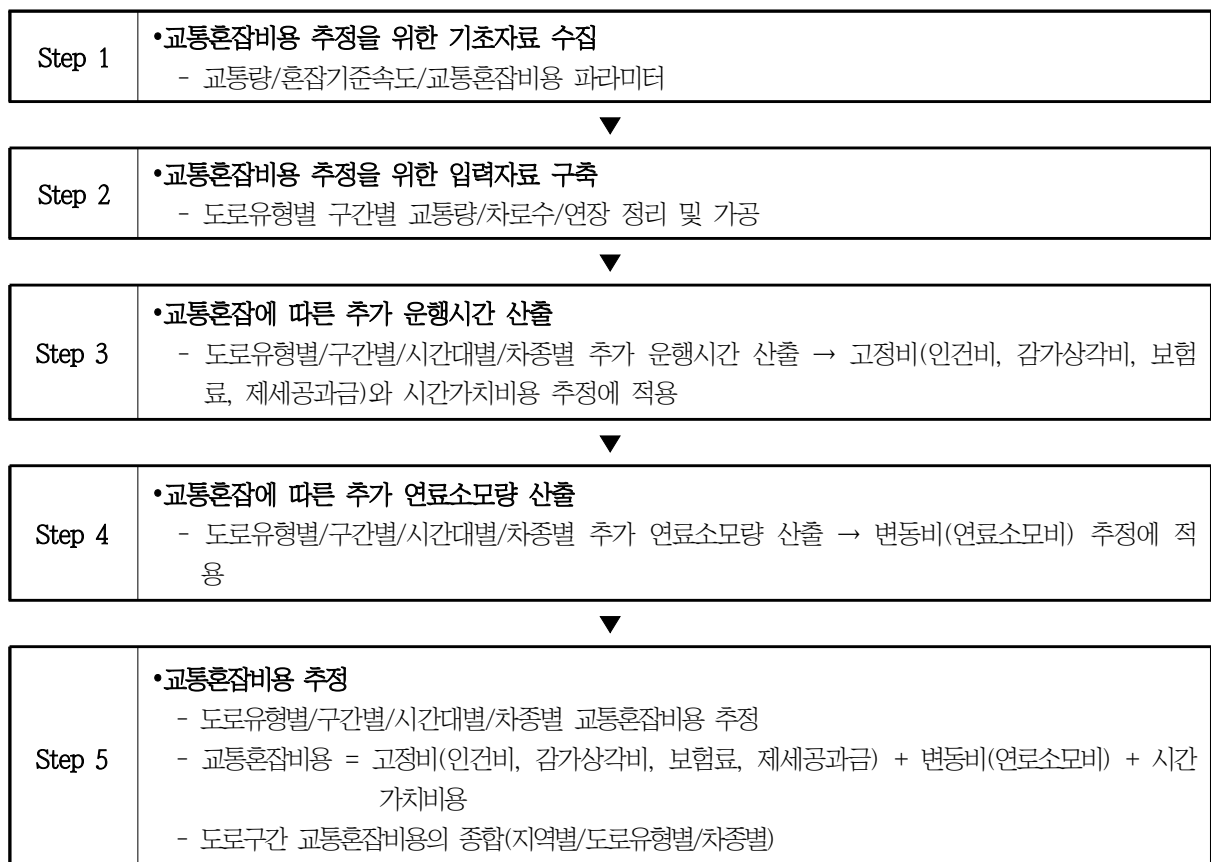 Step 1
•교통혼잡비용 추정을 위한 기초자료 수집
- 교통량/혼잡기준속도/교통혼잡비용 파라미터
▼
Step 2
•교통혼잡비용 추정을 위한 입력자료 구축
- 도로유형별 구간별 교통량/차로수/연장 정리 및 가공
▼
Step 3
•교통혼잡에 따른 추가 운행시간 산출
- 도로유형별/구간별/시간대별/차종별 추가 운행시간 산출 → 고정비(인건비, 감가상각비, 보험
료, 제세공과금)와 시간가치비용 추정에 적용
▼
Step 4
•교통혼잡에 따른 추가 연료소모량 산출
- 도로유형별/구간별/시간대별/차종별 추가 연료소모량 산출 → 변동비(연료소모비) 추정에 적
용
▼
Step 5
•교통혼잡비용 추정
- 도로유형별/구간별/시간대별/차종별 교통혼잡비용 추정
- 교통혼잡비용 = 고정비(인건비, 감가상각비, 보험료, 제세공과금) + 변동비(연로소모비) + 시간
가치비용
- 도로구간 교통혼잡비용의 종합(지역별/도로유형별/차종별)